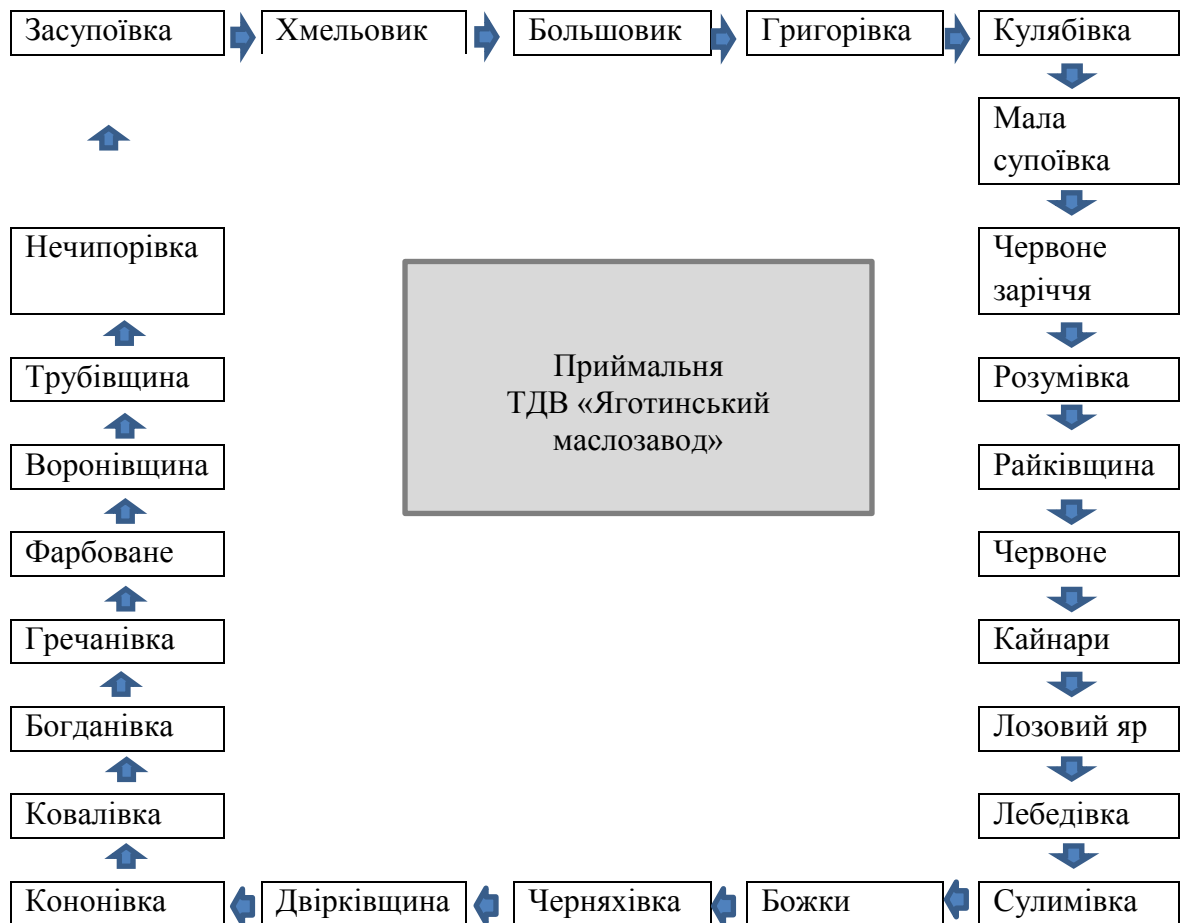 Засупоївка
Хмельовик
Большовик
Григорівка
Кулябівка
Мала
супоївка
Нечипорівка
Червоне
заріччя
Приймальня
ТДВ «Яготинський
маслозавод»
Трубівщина
Розумівка
Воронівщина
Райківщина
Фарбоване
Червоне
Гречанівка
Кайнари
Богданівка
Лозовий яр
Ковалівка
Лебедівка
Кононівка
Двірківщина
Черняхівка
Божки
Сулимівка